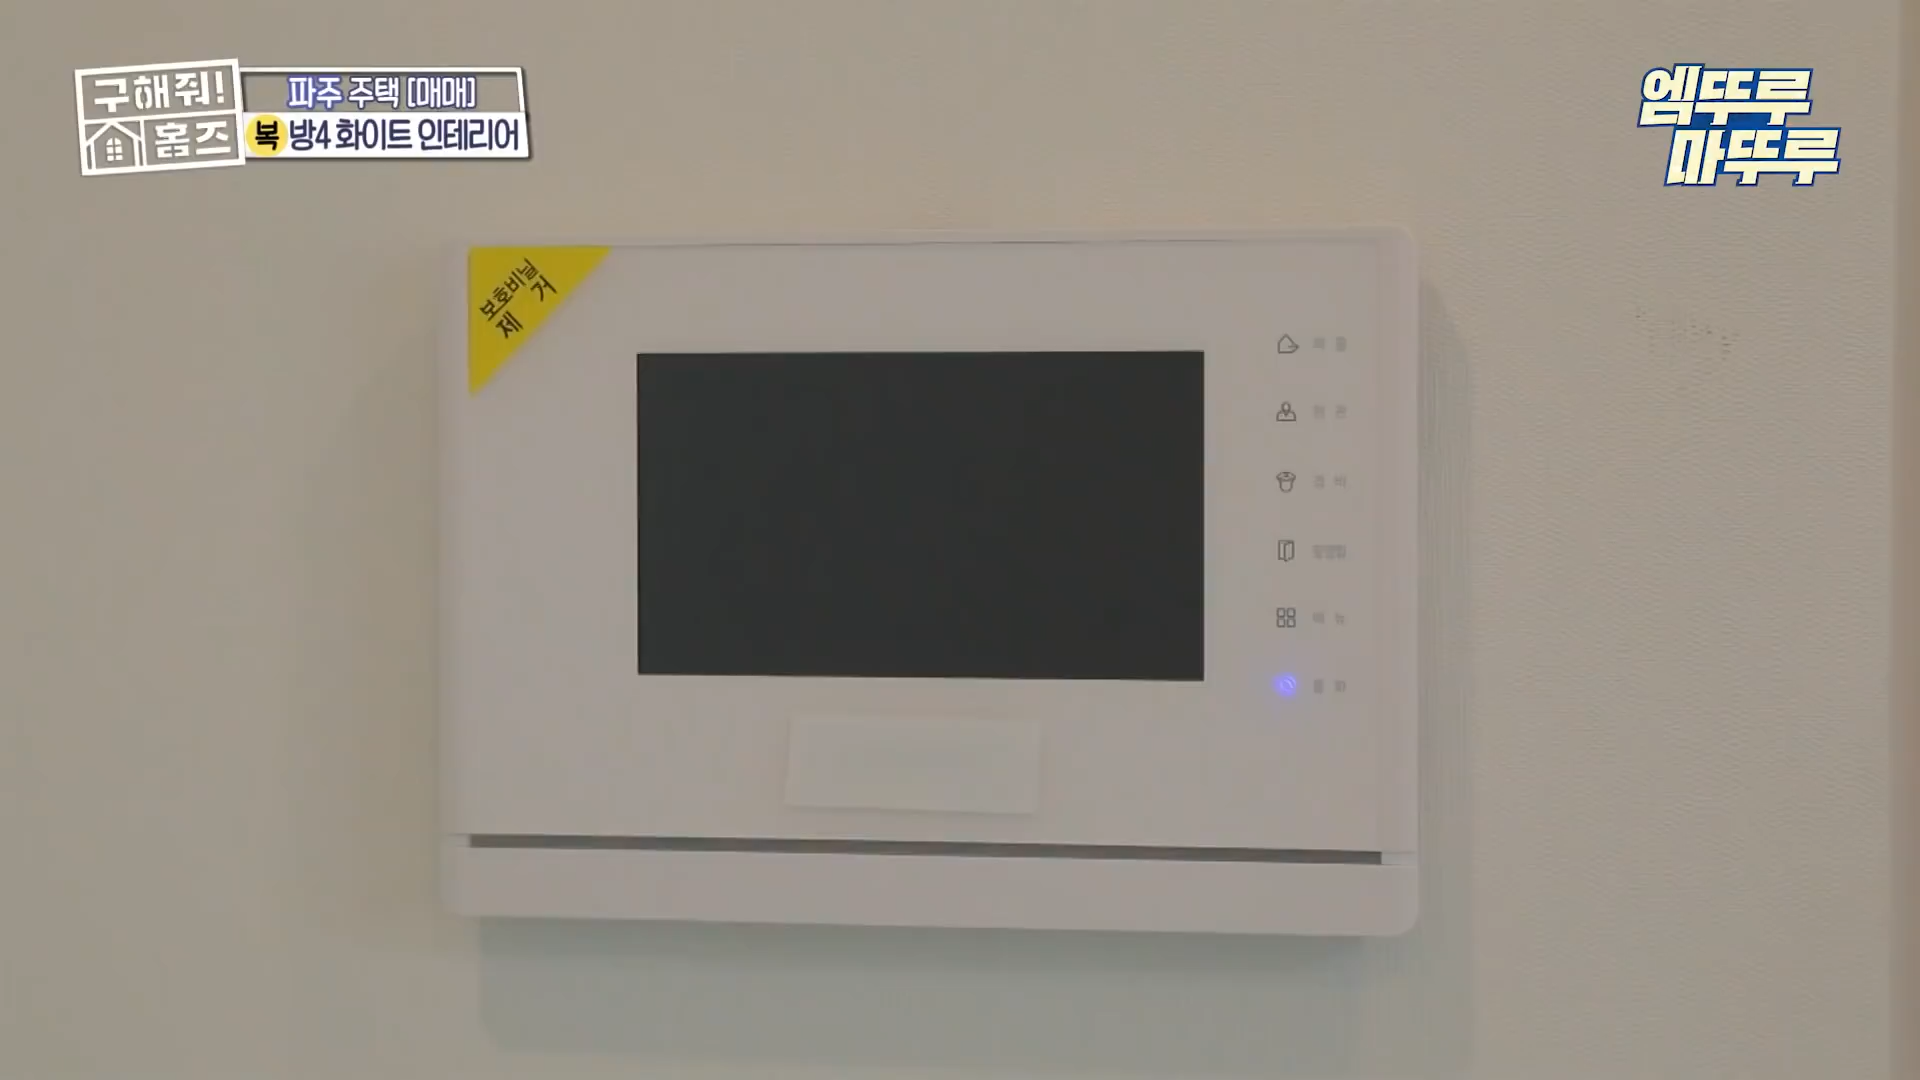 구해줘!
홈즈
파주 주택 [매매]
복 방4 화이트 인테리어
엠뚜루
마뚜루
보호비닐
제거